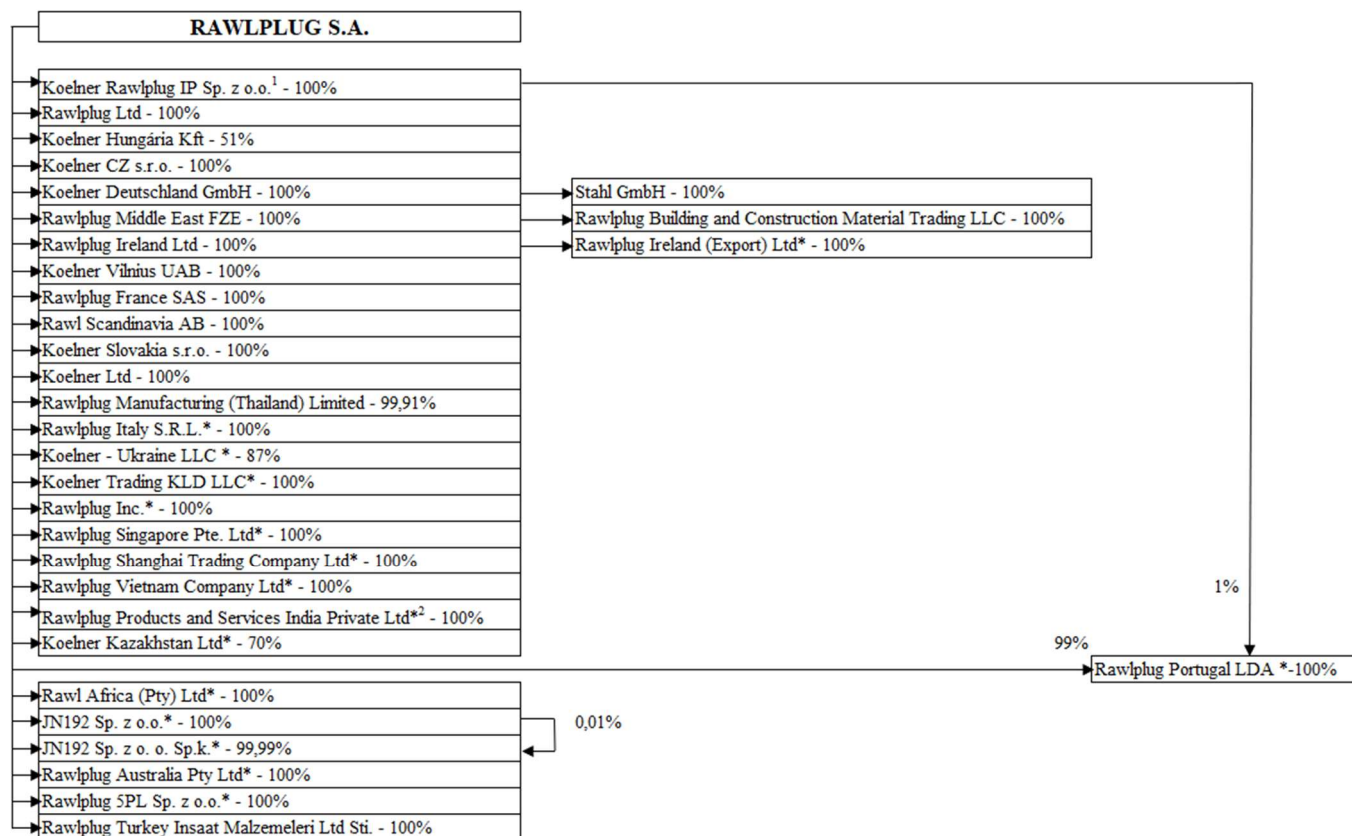 RAWLPLUG S.A.
Koelner Rawlplug IP Sp. z o.o.¹ - 100%
Rawlplug Ltd - 100%
Koelner Hungária Kft - 51%
Koelner CZ s.r.o. - 100%
Koelner Deutschland GmbH - 100%
Stahl GmbH - 100%
Rawlplug Middle East FZE - 100%
Rawlplug Building and Construction Material Trading LLC - 100%
Rawlplug Ireland Ltd - 100%
Rawlplug Ireland (Export) Ltd* - 100%
Koelner Vilnius UAB - 100%
Rawlplug France SAS - 100%
Rawl Scandinavia AB - 100%
Koelner Slovakia s.r.o. - 100%
Koelner Ltd - 100%
Rawlplug Manufacturing (Thailand) Limited - 99,91%
Rawlplug Italy S.R.L.* - 100%
Koelner - Ukraine LLC * - 87%
Koelner Trading KLD LLC* - 100%
Rawlplug Inc.* - 100%
Rawlplug Singapore Pte. Ltd* - 100%
Rawlplug Shanghai Trading Company Ltd* - 100%
Rawlplug Vietnam Company Ltd* - 100%
1%
Rawlplug Products and Services India Private Ltd*² - 100%
Koelner Kazakhstan Ltd* - 70%
99%
Rawlplug Portugal LDA *-100%
Rawl Africa (Pty) Ltd* - 100%
JN192 Sp. z o.o.* - 100%
0,01%
JN192 Sp. z o. o. Sp.k.* - 99,99%
Rawlplug Australia Pty Ltd* - 100%
Rawlplug 5PL Sp. z o.o.* - 100%
Rawlplug Turkey Insaat Malzemeleri Ltd Sti. - 100%